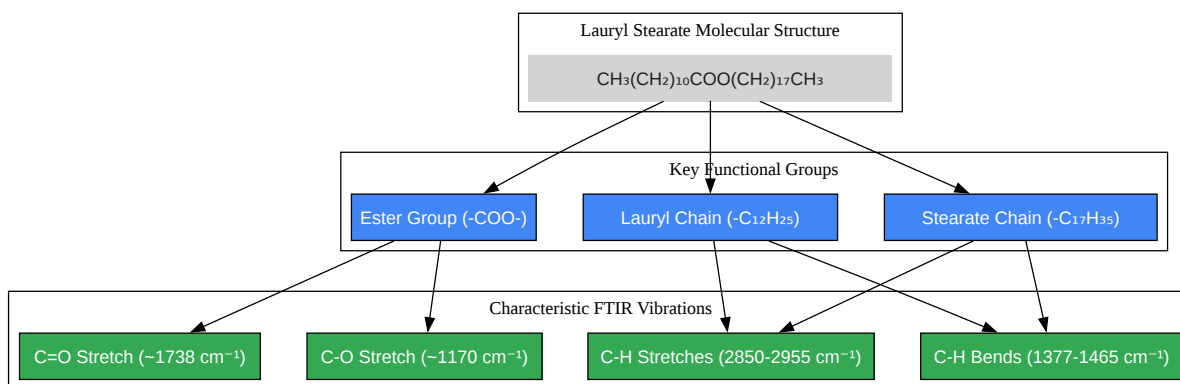 Lauryl Stearate Molecular Structure
CH₃(CH₂)₁₀COO(CH₂)₁₇CH₃
Key Functional Groups
Ester Group (-COO-)
Lauryl Chain (-C₁₂H₂₅)
Stearate Chain (-C₁₇H₃₅)
Characteristic FTIR Vibrations
C=O Stretch (~1738 cm⁻¹)
C-O Stretch (~1170 cm⁻¹)
C-H Stretches (2850-2955 cm⁻¹)
C-H Bends (1377-1465 cm⁻¹)